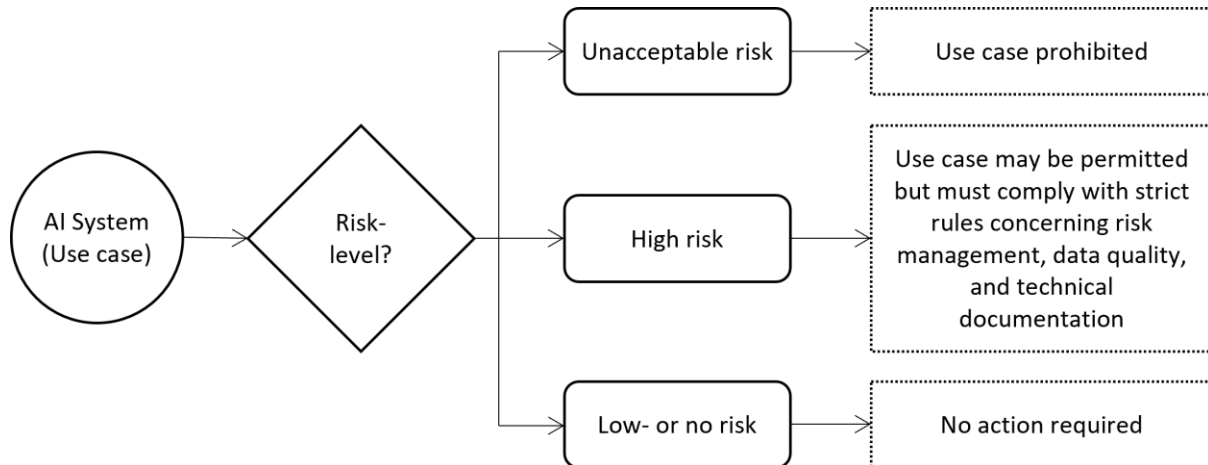 AI System
(Use case)
Risk-
level?
Unacceptable risk
Use case prohibited
High risk
Use case may be permitted
but must comply with strict
rules concerning risk
management, data quality,
and technical
documentation
Low- or no risk
No action required